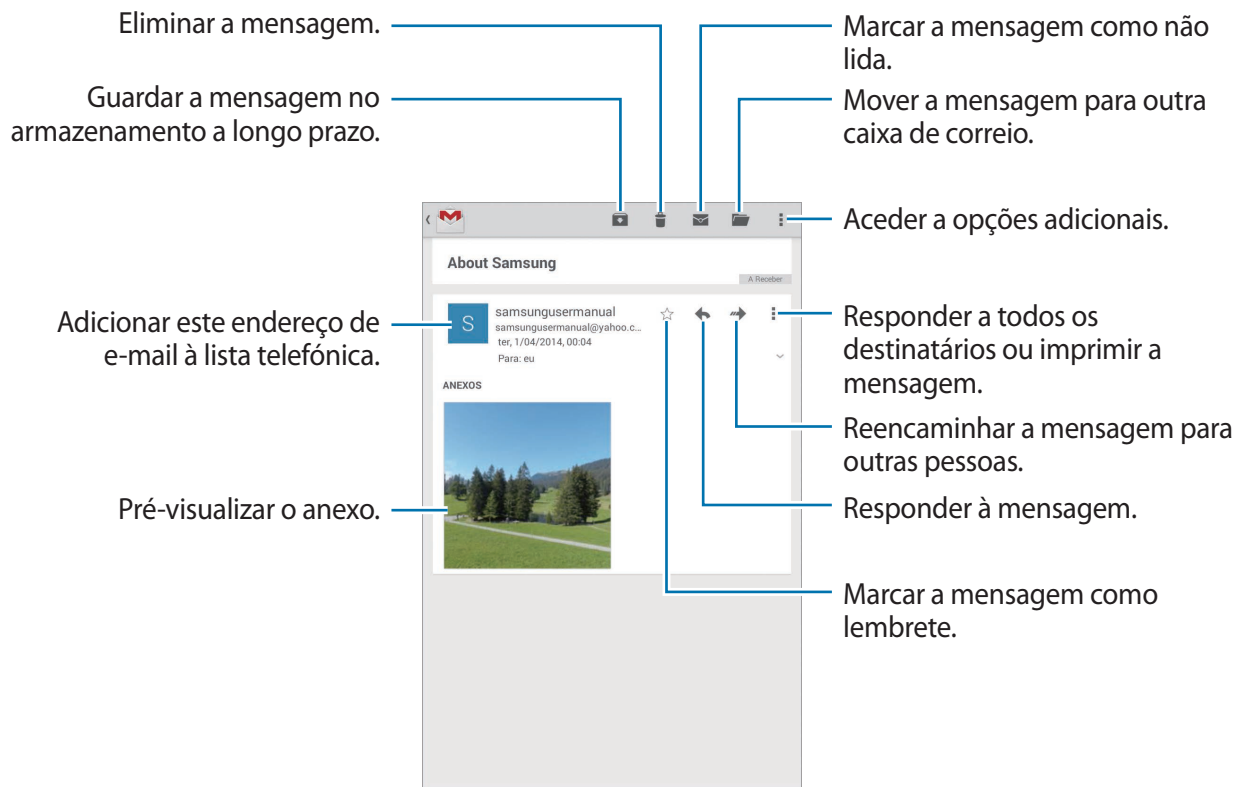 Eliminar a mensagem.
Guardar a mensagem no
armazenamento a longo prazo.
Marcar a mensagem como não
lida.
Mover a mensagem para outra
caixa de correio.
Aceder a opções adicionais.
About Samsung
A Receber
Adicionar este endereço de
e-mail à lista telefónica.
S
samsungusermanual
samsungusermanual@yahoo.c...
ter, 1/04/2014, 00:04
Para: eu
ANEXOS
Responder a todos os
destinatários ou imprimir a
mensagem.
Reencaminhar a mensagem para
outras pessoas.
Pré-visualizar o anexo.
Responder à mensagem.
Marcar a mensagem como
lembrete.